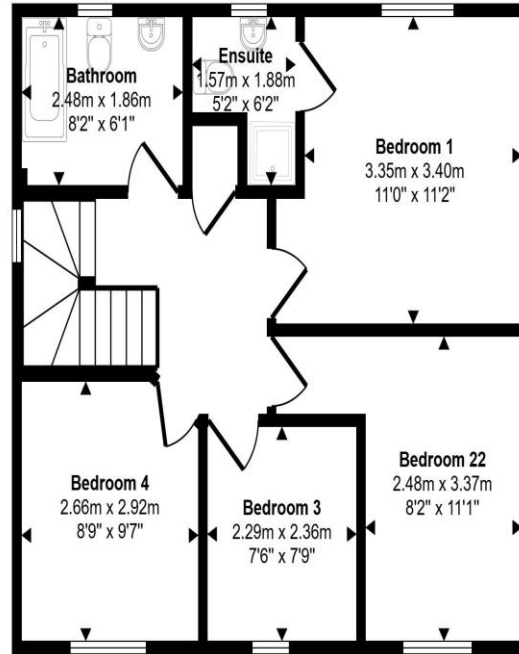 Bathroom
2.48m x 1.86m
8'2" x 6'1"
Ensuite
1.57m x 1.88m
5'2" x 6'2"
Bedroom 1
3.35m x 3.40m
11'0" x 11'2"
Bedroom 4
2.66m x 2.92m
8'9" x 9'7"
Bedroom 3
2.29m x 2.36m
7'6" x 7'9"
Bedroom 22
2.48m x 3.37m
8'2" x 11'1"